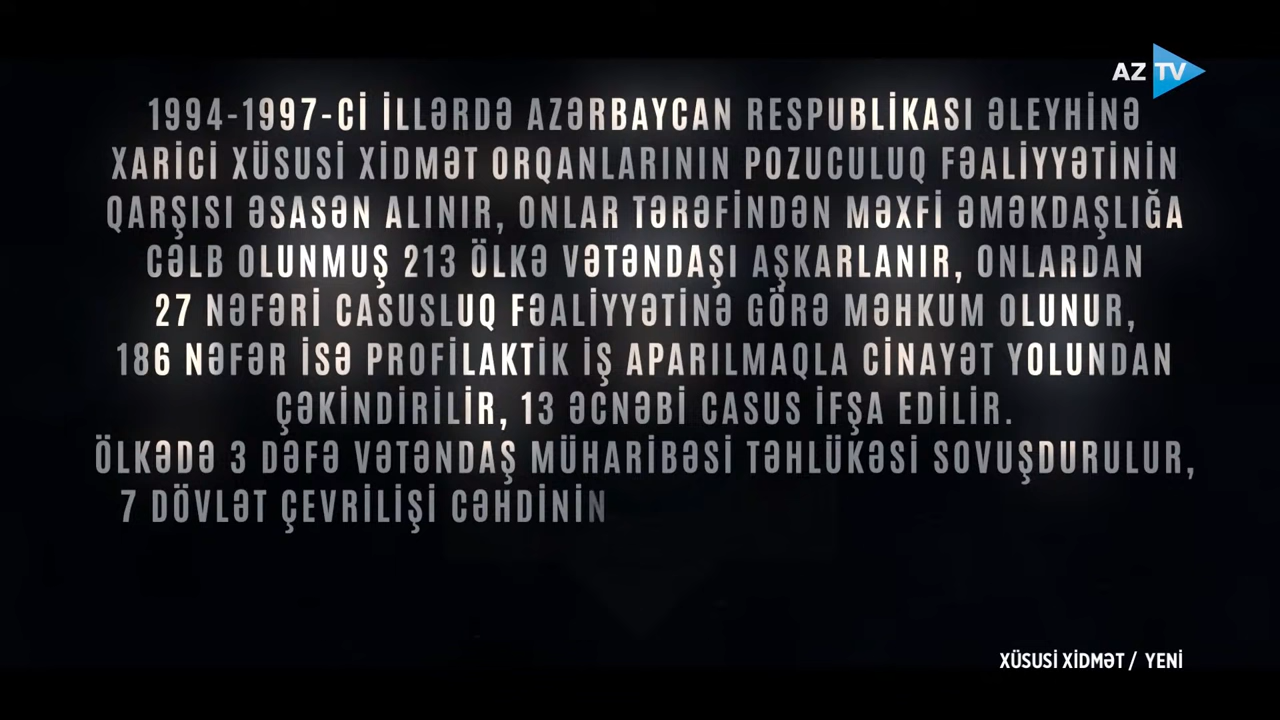 AZ TV
1994-1997-Cİ İLLƏRDƏ AZƏRBAYCAN RESPUBLİKASI ƏLEYHİNƏ
XARİCİ XÜSUSİ XİDMƏT ORQANLARININ POZUCULUQ FƏALİYYƏTİNİN
QARŞISI ƏSASƏN ALINIR, ONLAR TƏRƏFİNDƏN MƏXFİ ƏMƏKDAŞLIĞA
CƏLB OLUNMUŞ 213 ÖLKƏ VƏTƏNDAŞI AŞKARLANIR, ONLARDAN
27 NƏFƏRİ CASUSLUQ FƏALİYYƏTİNƏ GÖRƏ MƏHKUM OLUNUR,
186 NƏFƏR İSƏ PROFİLAKTİK İŞ APARILMAQLA CİNAYƏT YOLUNDAN
ÇƏKİNDİRİLİR, 13 ƏCNƏBİ CASUS İFŞA EDİLİR.
ÖLKƏDƏ 3 DƏFƏ VƏTƏNDAŞ MÜHARİBƏSİ TƏHLÜKƏSİ SOVUŞDURULUR,
7 DÖVLƏT ÇEVRİLİŞİ CƏHDİNİN
XÜSUSİ XİDMƏT / YENİ